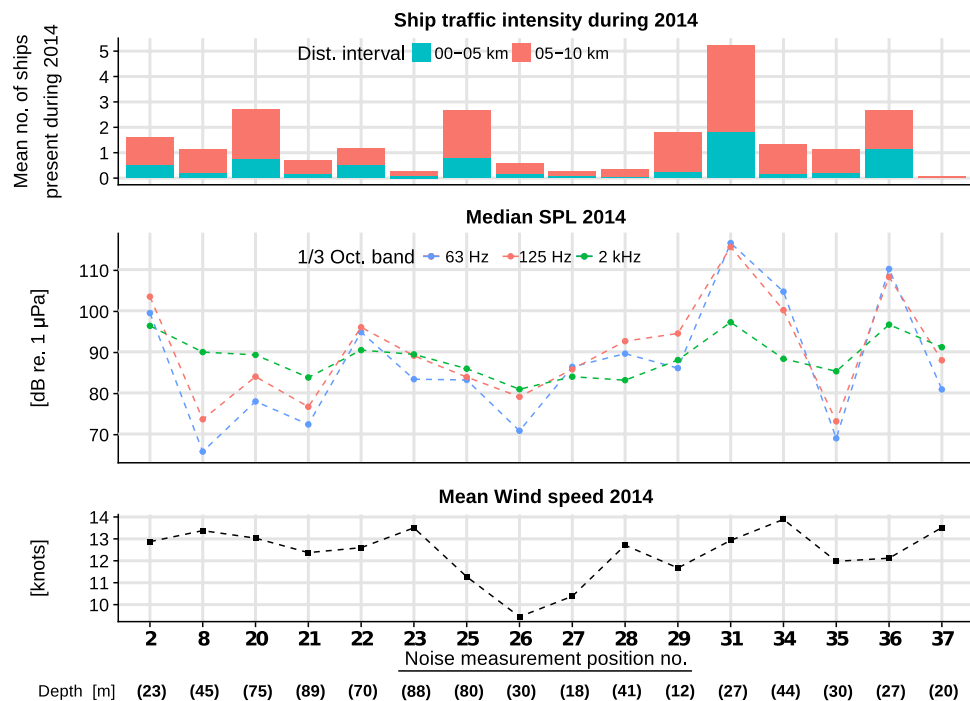 Ship traffic intensity during 2014
Mean no. of ships
present during 2014
Dist. interval 00−05 km 05−10 km
5
4
3
2
1
0
Median SPL 2014
[dB re. 1 µPa]
1/3 Oct. band 63 Hz 125 Hz 2 kHz
110
100
90
80
70
Mean Wind speed 2014
[knots]
14
13
12
11
10
2 8 20 21 22 23 25 26 27 28 29 31 34 35 36 37
Noise measurement position no.
Depth [m] (23) (45) (75) (89) (70) (88) (80) (30) (18) (41) (12) (27) (44) (30) (27) (20)